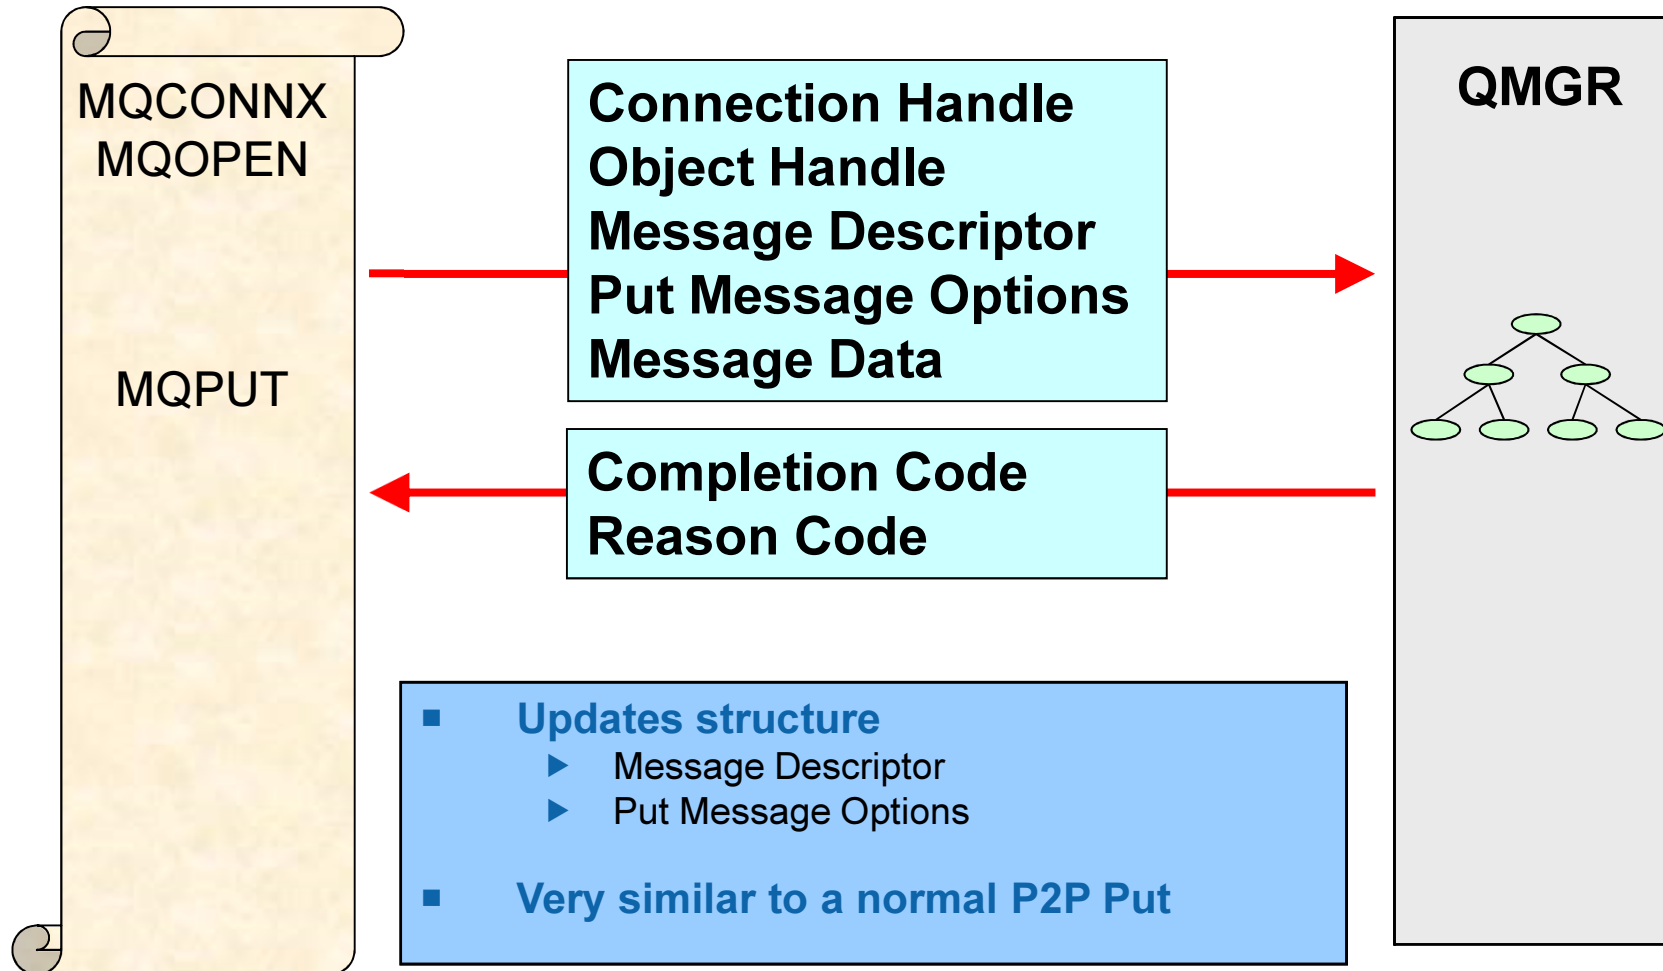 MQCONNX
MQOPEN
MQPUT
Connection Handle
Object Handle
Message Descriptor
Put Message Options
Message Data
Completion Code
Reason Code
QMGR
Updates structure
Message Descriptor
Put Message Options
Very similar to a normal P2P Put